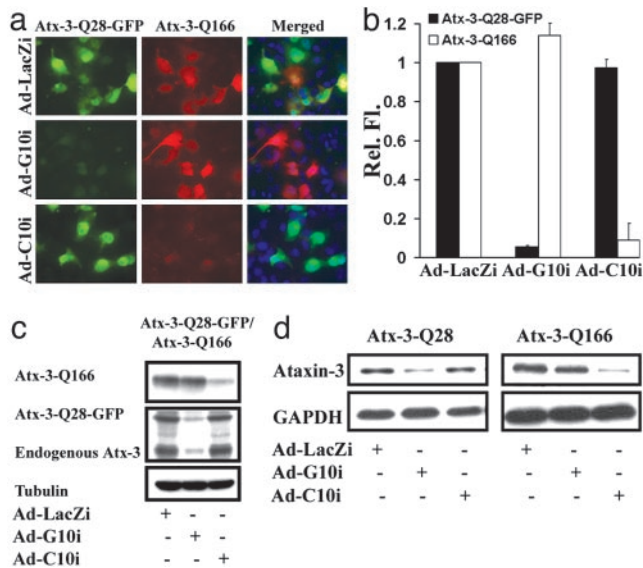 a
Atx-3-Q28-GFP Atx-3-Q166 Merged
Ad-LacZi
Ad-G10i
Ad-C10i
b
Atx-3-Q28-GFP
Atx-3-Q166
Rel. Fl.
1.2
1
0.8
0.6
0.4
0.2
0
Ad-LacZi Ad-G10i Ad-C10i
c
Atx-3-Q28-GFP/
Atx-3-Q166
Atx-3-Q166
Atx-3-Q28-GFP
Endogenous Atx-3
Tubulin
Ad-LacZi + - -
Ad-G10i - + -
Ad-C10i - - +
d
Atx-3-Q28 Atx-3-Q166
Ataxin-3
GAPDH
Ad-LacZi + - - + - -
Ad-G10i - + - - + -
Ad-C10i - - + - - +